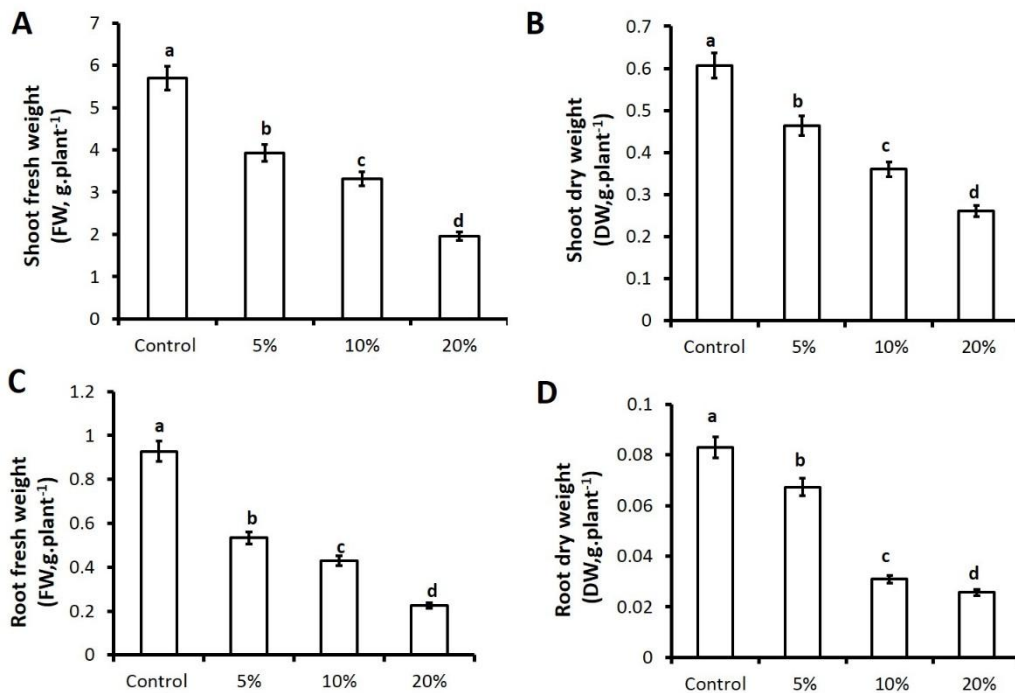 A
Shoot fresh weight
(FW, g.plant⁻¹)
7
6
5
4
3
2
1
0
a
b
c
d
Control 5% 10% 20%
B
Shoot dry weight
(DW,g.plant⁻¹)
0.7
0.6
0.5
0.4
0.3
0.2
0.1
0
a
b
c
d
Control 5% 10% 20%
C
Root fresh weight
(FW,g.plant⁻¹)
1.2
1
0.8
0.6
0.4
0.2
0
a
b
c
d
Control 5% 10% 20%
D
Root dry weight
(DW,g.plant⁻¹)
0.1
0.08
0.06
0.04
0.02
0
a
b
c
d
Control 5% 10% 20%